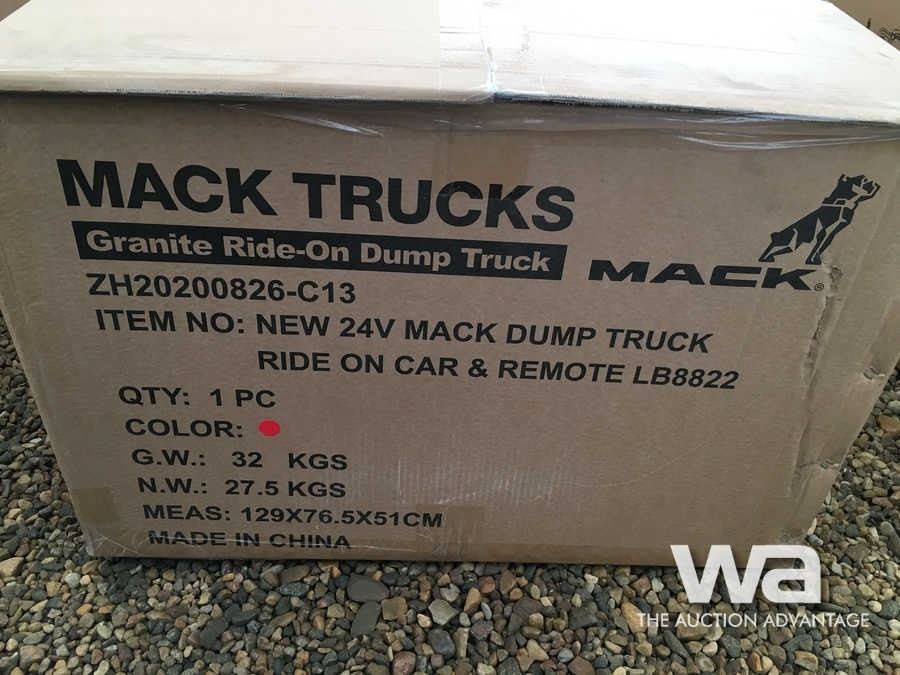 MACK TRUCKS
Granite Ride-On Dump Truck
MACK®
ZH20200826-C13
ITEM NO: NEW 24V MACK DUMP TRUCK
RIDE ON CAR & REMOTE LB8822
QTY: 1 PC
COLOR:
G.W.: 32 KGS
N.W.: 27.5 KGS
MEAS: 129X76.5X51CM
MADE IN CHINA
wa
THE AUCTION ADVANTAGE